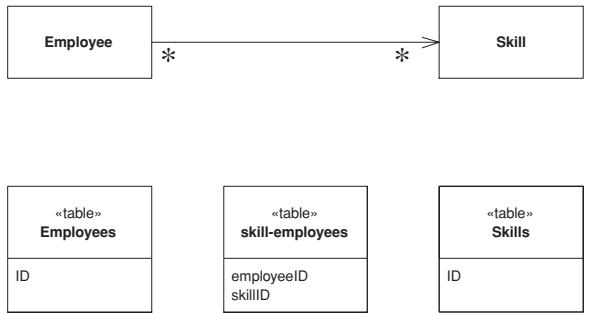 Employee
Skill
* *
«table»
Employees
ID
«table»
skill-employees
employeeID
skillID
«table»
Skills
ID